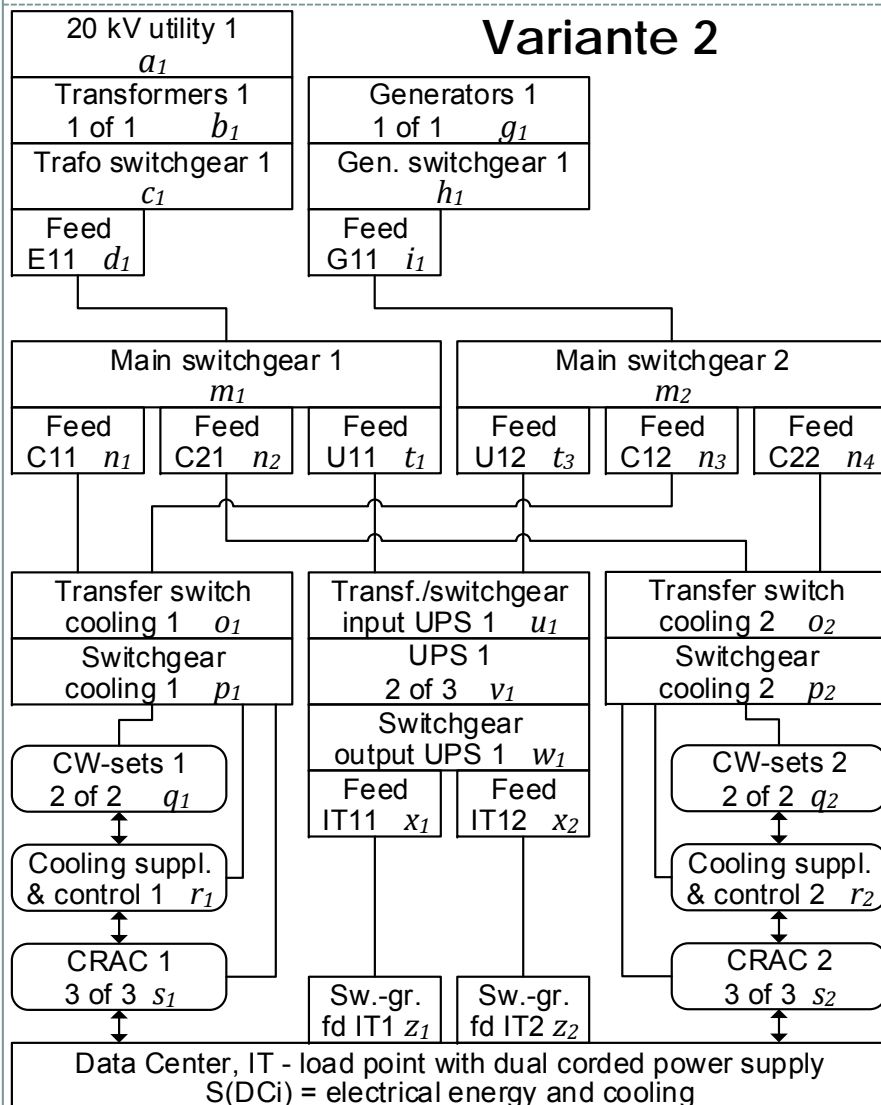 Variante 2
20 kV utility 1
a1
Transformers 1
1 of 1 b1
Trafo switchgear 1
c1
Feed
E11 d1
Generators 1
1 of 1 g1
Gen. switchgear 1
h1
Feed
G11 i1
Main switchgear 1
m1
Feed
C11 n1
Feed
C21 n2
Feed
U11 t1
Main switchgear 2
m2
Feed
U12 t3
Feed
C12 n3
Feed
C22 n4
Transfer switch
cooling 1 o1
Switchgear
cooling 1 p1
CW-sets 1
2 of 2 q1
Cooling suppl.
& control 1 r1
CRAC 1
3 of 3 s1
Transf./switchgear
input UPS 1 u1
UPS 1
2 of 3 v1
Switchgear
output UPS 1 w1
Feed
IT11 x1
Feed
IT12 x2
Sw.-gr.
fd IT1 z1
Sw.-gr.
fd IT2 z2
Transfer switch
cooling 2 o2
Switchgear
cooling 2 p2
CW-sets 2
2 of 2 q2
Cooling suppl.
& control 2 r2
CRAC 2
3 of 3 s2
Data Center, IT - load point with dual corded power supply
S(DCi) = electrical energy and cooling